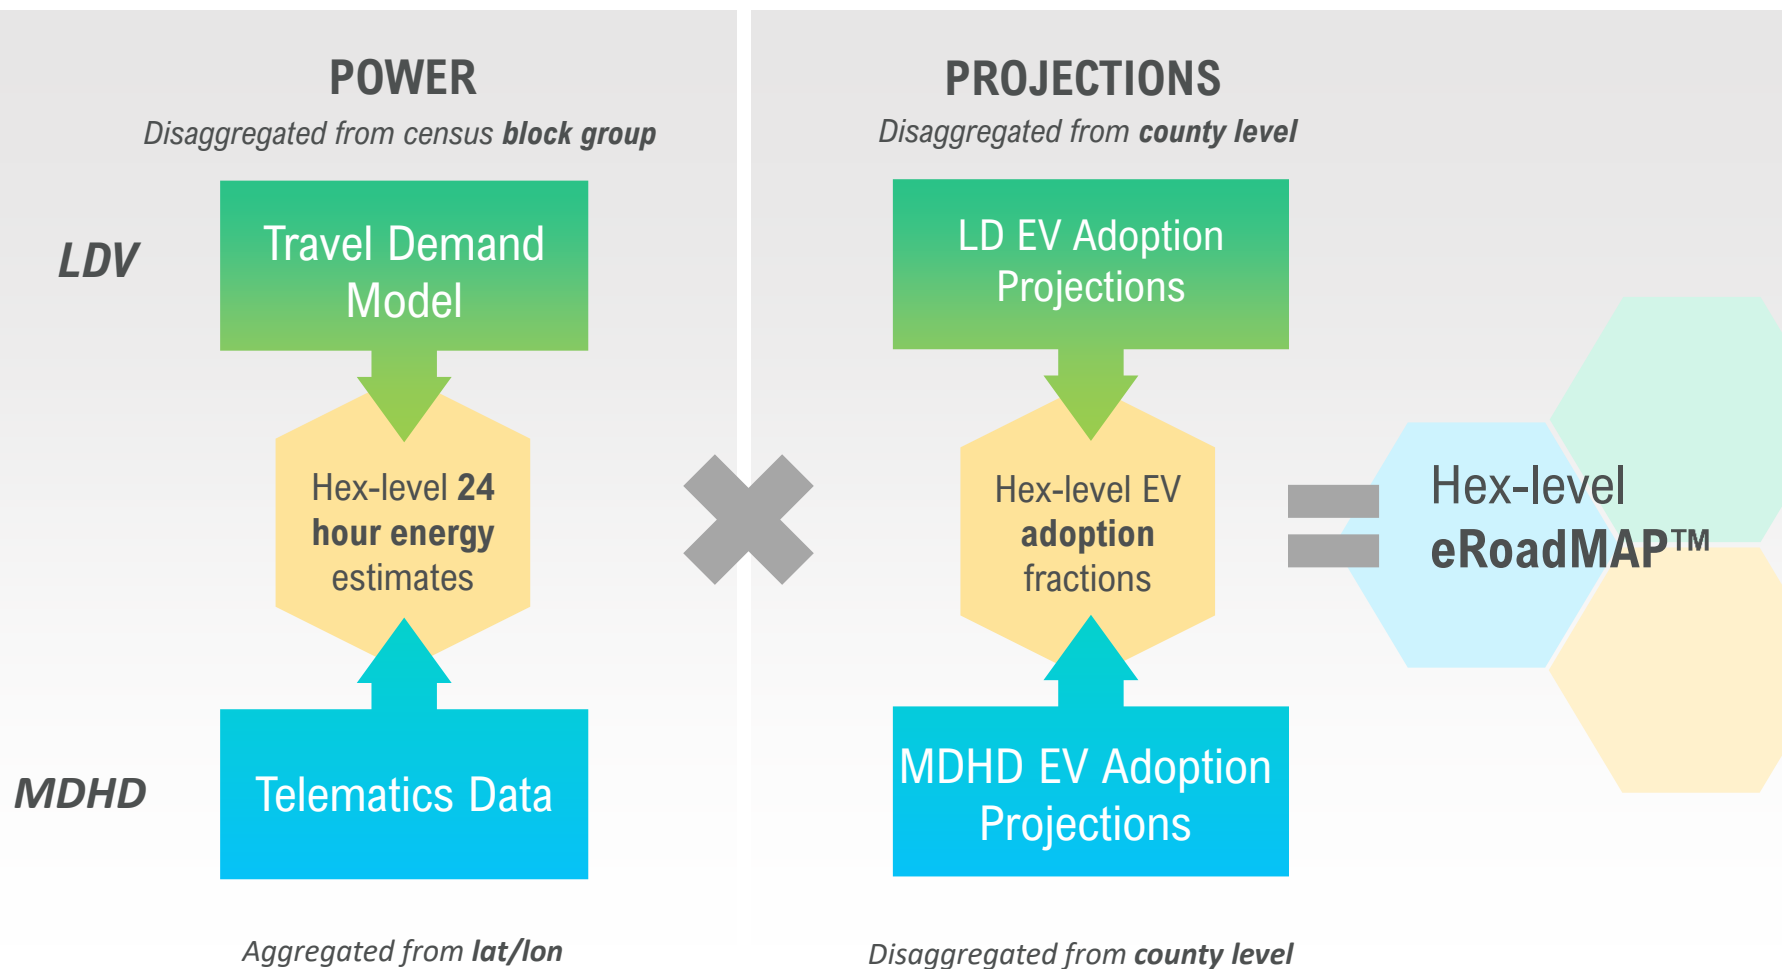 POWER
Disaggregated from census block group
LDV
Travel Demand
Model
Hex-level 24
hour energy
estimates
MDHD
Telematics Data
Aggregated from lat/lon
PROJECTIONS
Disaggregated from county level
LD EV Adoption
Projections
Hex-level EV
adoption
fractions
MDHD EV Adoption
Projections
Disaggregated from county level
Hex-level
eRoadMAP™